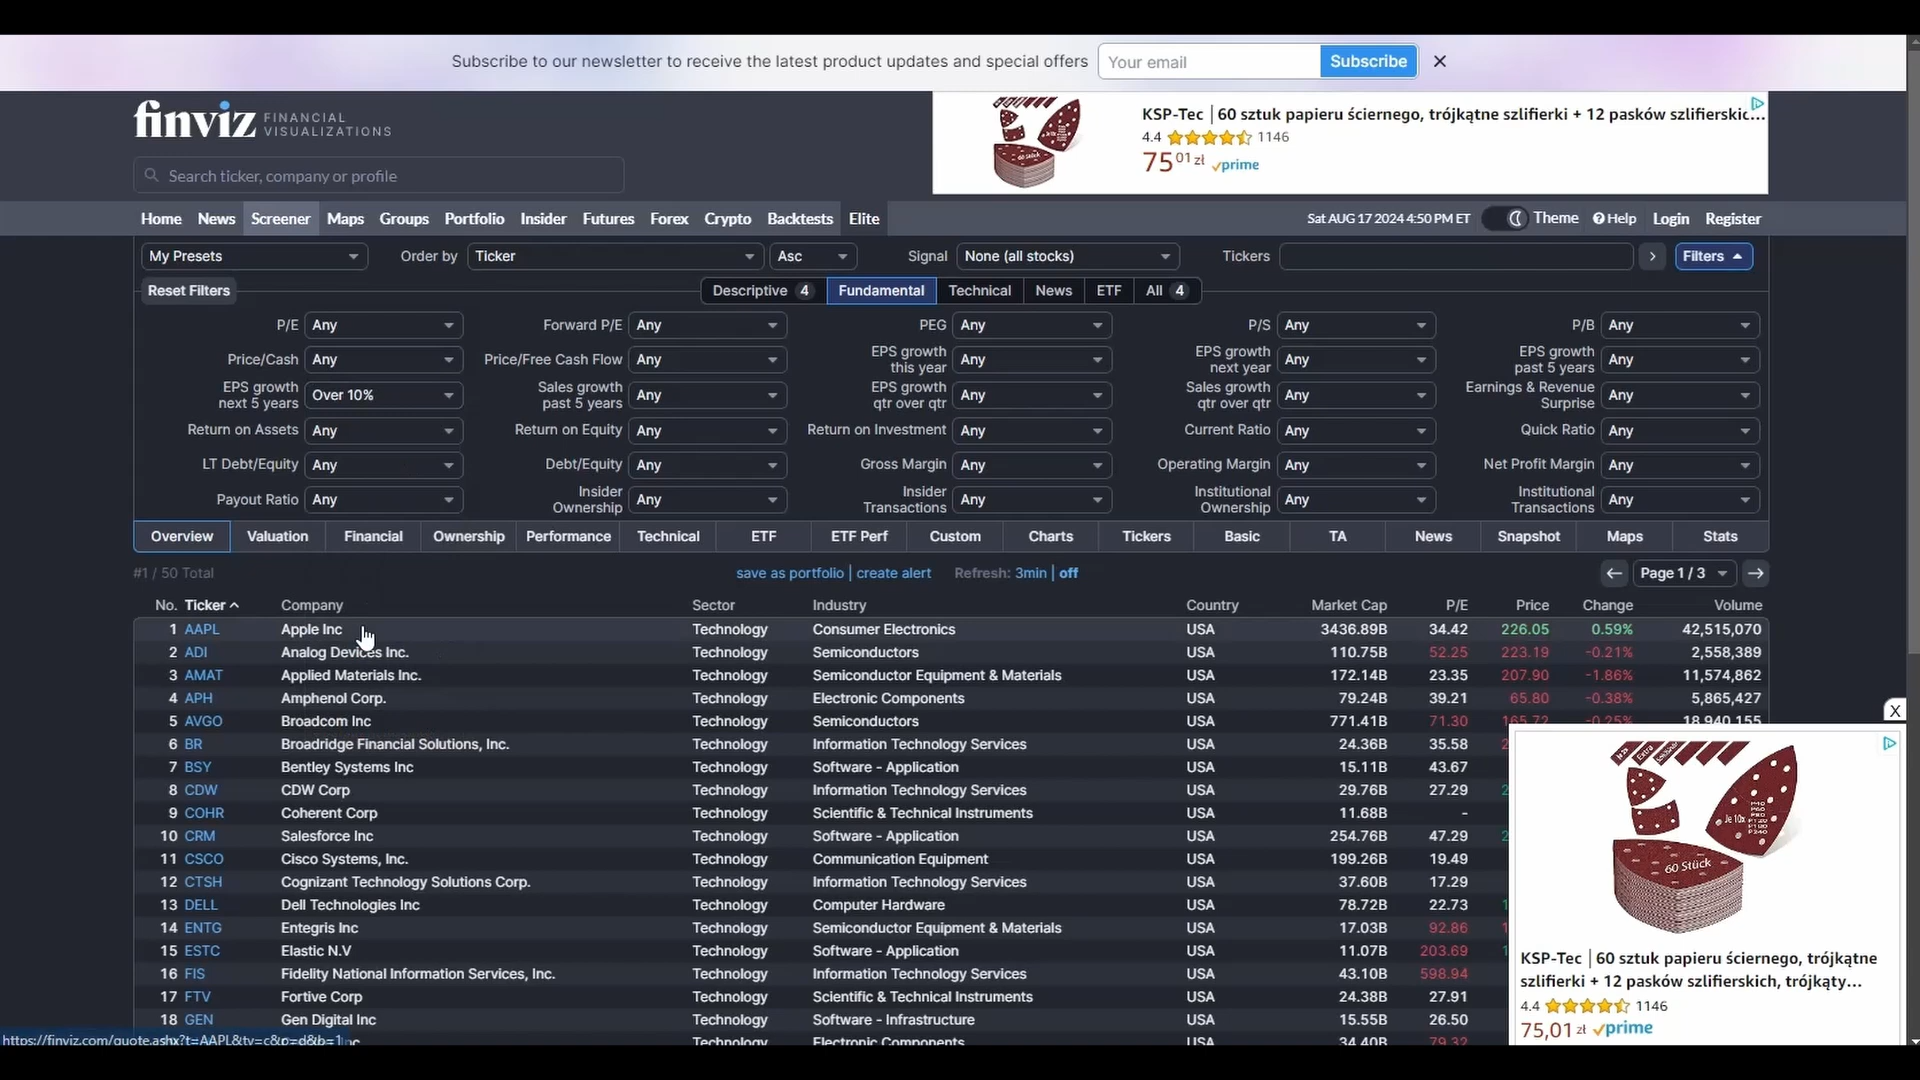 Subscribe to our newsletter to receive the latest product updates and special offers Your email Subscribe
finviz FINANCIAL VISUALIZATIONS
KSP-Tec | 60 sztuk papieru ściernego, trójkątne szlifierki + 12 pasków szlifierskic...
4.4 1146
75 01 zł prime
Search ticker, company or profile
Home News Screener Maps Groups Portfolio Insider Futures Forex Crypto Backtests Elite Sat AUG 17 2024 4:50 PM ET Theme Help Login Register
My Presets Order by Ticker Asc Signal None (all stocks) Tickers > Filters
Reset Filters Descriptive 4 Fundamental Technical News ETF All 4
P/E Any Forward P/E Any PEG Any P/S Any P/B Any
Price/Cash Any Price/Free Cash Flow Any EPS growth this year Any EPS growth next year Any EPS growth past 5 years Any
EPS growth next 5 years Over 10% Sales growth past 5 years Any EPS growth qtr over qtr Any Sales growth qtr over qtr Any Earnings & Revenue Surprise Any
Return on Assets Any Return on Equity Any Return on Investment Any Current Ratio Any Quick Ratio Any
LT Debt/Equity Any Debt/Equity Any Gross Margin Any Operating Margin Any Net Profit Margin Any
Payout Ratio Any Insider Ownership Any Insider Transactions Any Institutional Ownership Any Institutional Transactions Any
Overview Valuation Financial Ownership Performance Technical ETF ETF Perf Custom Charts Tickers Basic TA News Snapshot Maps Stats
#1 / 50 Total save as portfolio | create alert Refresh: 3min | off Page 1 / 3
No. Ticker Company Sector Industry Country Market Cap P/E Price Change Volume
1 AAPL Apple Inc Technology Consumer Electronics USA 3436.89B 34.42 226.05 0.59% 42,515,070
2 ADI Analog Devices Inc. Technology Semiconductors USA 110.75B 52.25 223.19 -0.21% 2,558,389
3 AMAT Applied Materials Inc. Technology Semiconductor Equipment & Materials USA 172.14B 23.35 207.90 -1.86% 11,574,862
4 APH Amphenol Corp. Technology Electronic Components USA 79.24B 39.21 65.80 -0.38% 5,865,427
5 AVGO Broadcom Inc Technology Semiconductors USA 771.41B 71.30 165.72 -0.25% 18,940,155
6 BR Broadridge Financial Solutions, Inc. Technology Information Technology Services USA 24.36B 35.58
7 BSY Bentley Systems Inc Technology Software - Application USA 15.11B 43.67
8 CDW CDW Corp Technology Information Technology Services USA 29.76B 27.29
9 COHR Coherent Corp Technology Scientific & Technical Instruments USA 11.68B -
10 CRM Salesforce Inc Technology Software - Application USA 254.76B 47.29
11 CSCO Cisco Systems, Inc. Technology Communication Equipment USA 199.26B 19.49
12 CTSH Cognizant Technology Solutions Corp. Technology Information Technology Services USA 37.60B 17.29
13 DELL Dell Technologies Inc Technology Computer Hardware USA 78.72B 22.73
14 ENTG Entegris Inc Technology Semiconductor Equipment & Materials USA 17.03B 92.86
15 ESTC Elastic N.V Technology Software - Application USA 11.07B 203.69
16 FIS Fidelity National Information Services, Inc. Technology Information Technology Services USA 43.10B 598.94
17 FTV Fortive Corp Technology Scientific & Technical Instruments USA 24.38B 27.91
18 GEN Gen Digital Inc Technology Software - Infrastructure USA 15.55B 26.50
Technology Electronic Components USA 34.40B 79.32
https://finviz.com/quote.ashx?t=AAPL&ty=c&p=d&b=1
X
60 Stück
KSP-Tec | 60 sztuk papieru ściernego, trójkątne
szlifierki + 12 pasków szlifierskich, trójkąty...
4.4 1146
75,01 zł prime